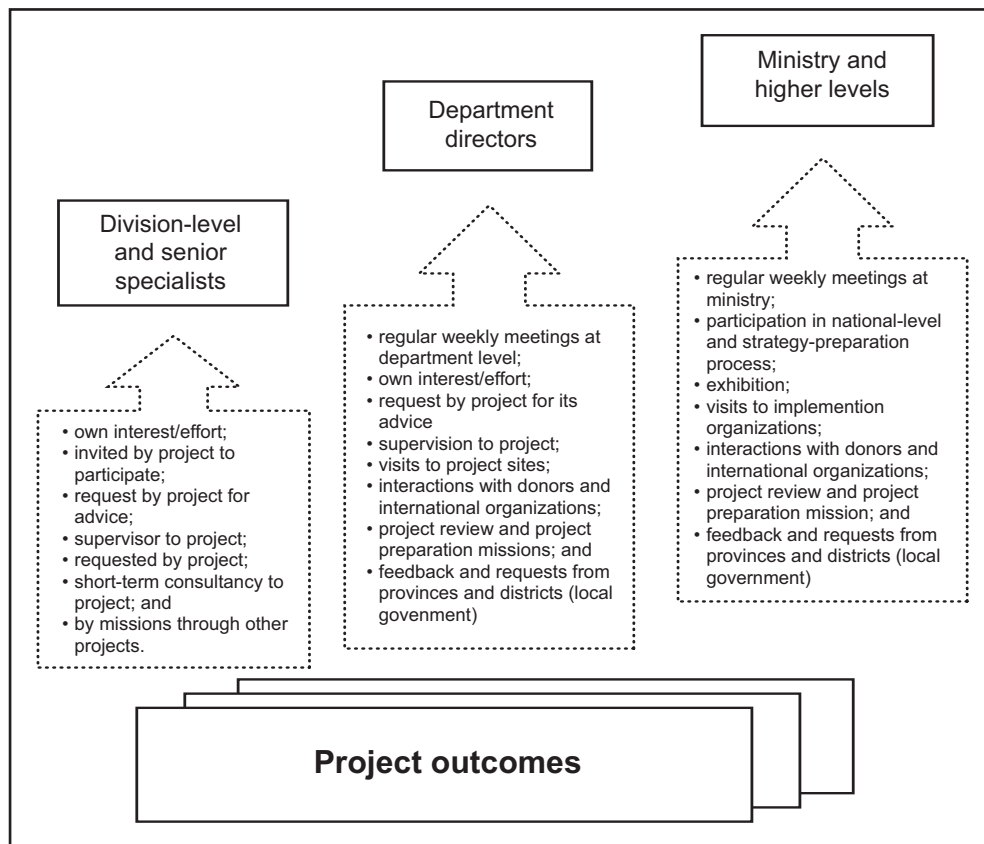 Ministry and
higher levels
Department
directors
Division-level
and senior
specialists
• regular weekly meetings at
ministry;
• participation in national-level
and strategy-preparation
process;
• exhibition;
• visits to implemention
organizations;
• interactions with donors and
international organizations;
• project review and project
preparation mission; and
• feedback and requests from
provinces and districts (local
government)
• regular weekly meetings at
department level;
• own interest/effort;
• request by project for its
advice
• supervision to project;
• visits to project sites;
• interactions with donors and
international organizations;
• project review and project
preparation missions; and
• feedback and requests from
provinces and districts (local
govenment)
• own interest/effort;
• invited by project to
participate;
• request by project for
advice;
• supervisor to project;
• requested by project;
• short-term consultancy to
project; and
• by missions through other
projects.
Project outcomes